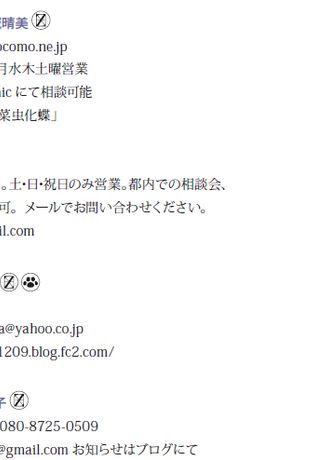 晴美 Ⓩ
ocomo.ne.jp
月水木土曜営業
nic にて相談可能
菜虫化蝶」
。土・日・祝日のみ営業。都内での相談会、
可。 メールでお問い合わせください。
il.com
Ⓩ
a@yahoo.co.jp
1209.blog.fc2.com/
子 Ⓩ
080-8725-0509
@gmail.com お知らせはブログにて